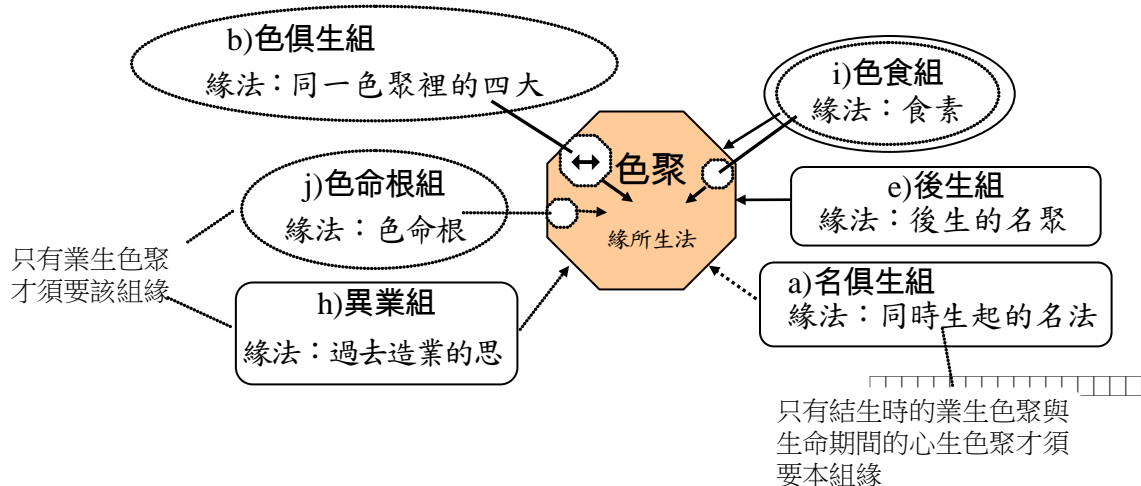 b)色俱生組
緣法：同一色聚裡的四大
i)色食組
緣法：食素
色聚
緣所生法
j)色命根組
緣法：色命根
e)後生組
緣法：後生的名聚
只有業生色聚
才須要該組緣
h)異業組
緣法：過去造業的思
a)名俱生組
緣法：同時生起的名法
只有結生時的業生色聚與
生命期間的心生色聚才須
要本組緣